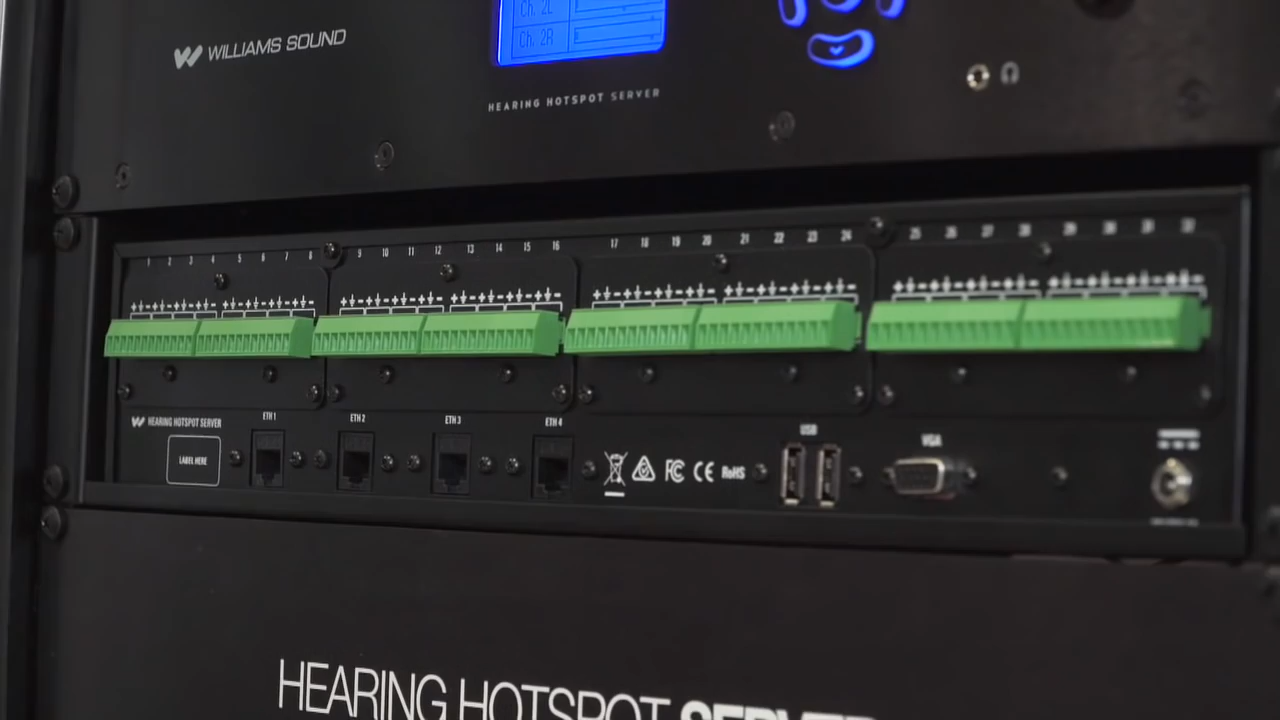 Ch. 2L
Ch. 2R
WILLIAMS SOUND
HEARING HOTSPOT SERVER
1 2 3 4 5 6 7 8 9 10 11 12 13 14 15 16 17 18 19 20 21 22 23 24 25 26 27 28 29 30 31 32
HEARING HOTSPOT SERVER
LABEL HERE
ETH 1
ETH 2
ETH 3
ETH 4
FC CE RoHS
USB
VGA
HEARING HOTSPOT SERVER